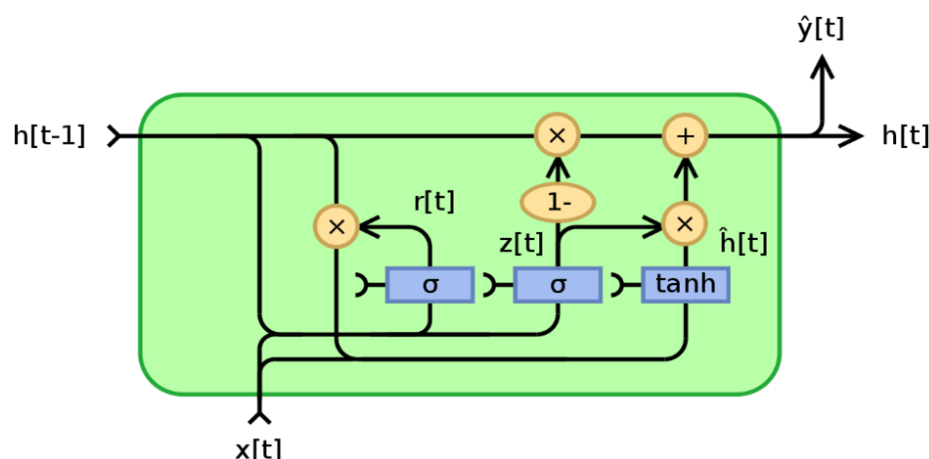 ŷ[t]
h[t-1]
×
+
h[t]
1-
r[t]
×
×
z[t]
ĥ[t]
σ
σ
tanh
x[t]